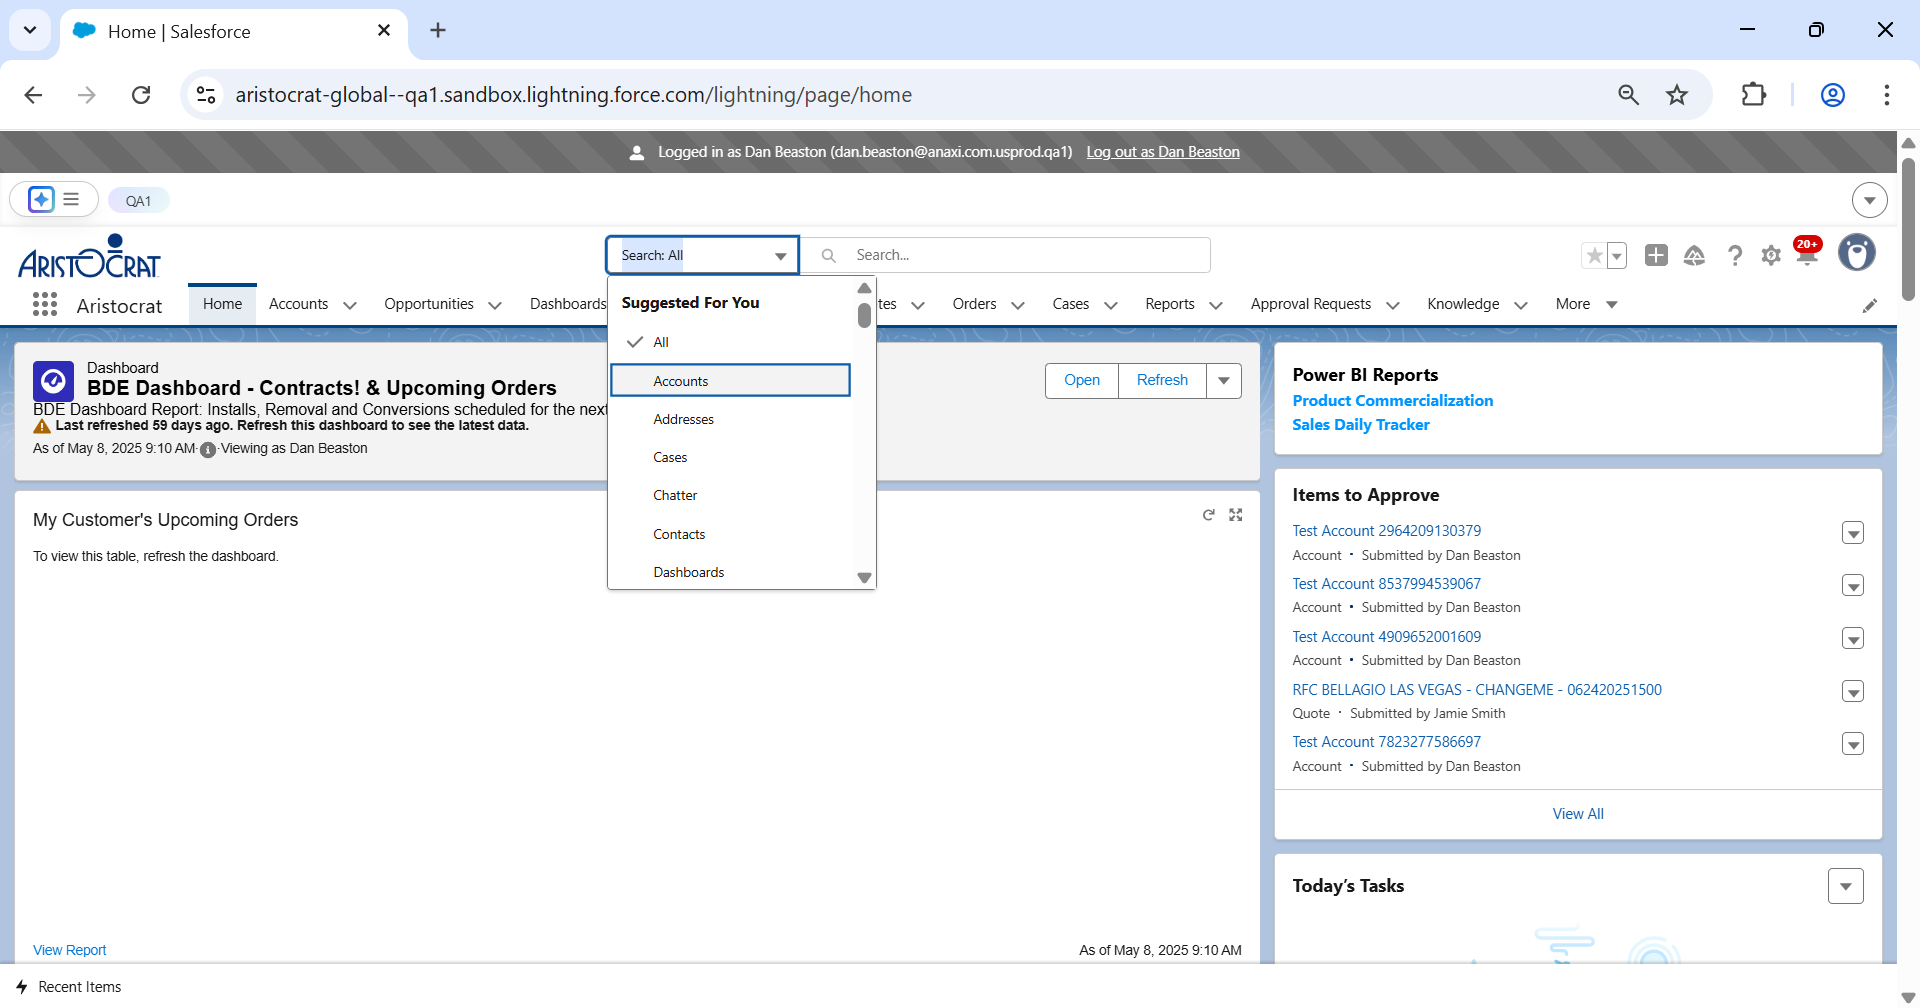 Home | Salesforce
aristocrat-global--qa1.sandbox.lightning.force.com/lightning/page/home
Logged in as Dan Beaston (dan.beaston@anaxi.com.usprod.qa1) Log out as Dan Beaston
QA1
ARISTOCRAT
Search: All
Search...
20+
Aristocrat
Home
Accounts
Opportunities
Dashboards
tes
Orders
Cases
Reports
Approval Requests
Knowledge
More
Suggested For You
All
Accounts
Addresses
Cases
Chatter
Contacts
Dashboards
Dashboard
BDE Dashboard - Contracts! & Upcoming Orders
BDE Dashboard Report: Installs, Removal and Conversions scheduled for the next
Last refreshed 59 days ago. Refresh this dashboard to see the latest data.
As of May 8, 2025 9:10 AM·Viewing as Dan Beaston
Open
Refresh
My Customer's Upcoming Orders
To view this table, refresh the dashboard.
View Report
As of May 8, 2025 9:10 AM
Power BI Reports
Product Commercialization
Sales Daily Tracker
Items to Approve
Test Account 2964209130379
Account • Submitted by Dan Beaston
Test Account 8537994539067
Account • Submitted by Dan Beaston
Test Account 4909652001609
Account • Submitted by Dan Beaston
RFC BELLAGIO LAS VEGAS - CHANGEME - 062420251500
Quote • Submitted by Jamie Smith
Test Account 7823277586697
Account • Submitted by Dan Beaston
View All
Today's Tasks
Recent Items